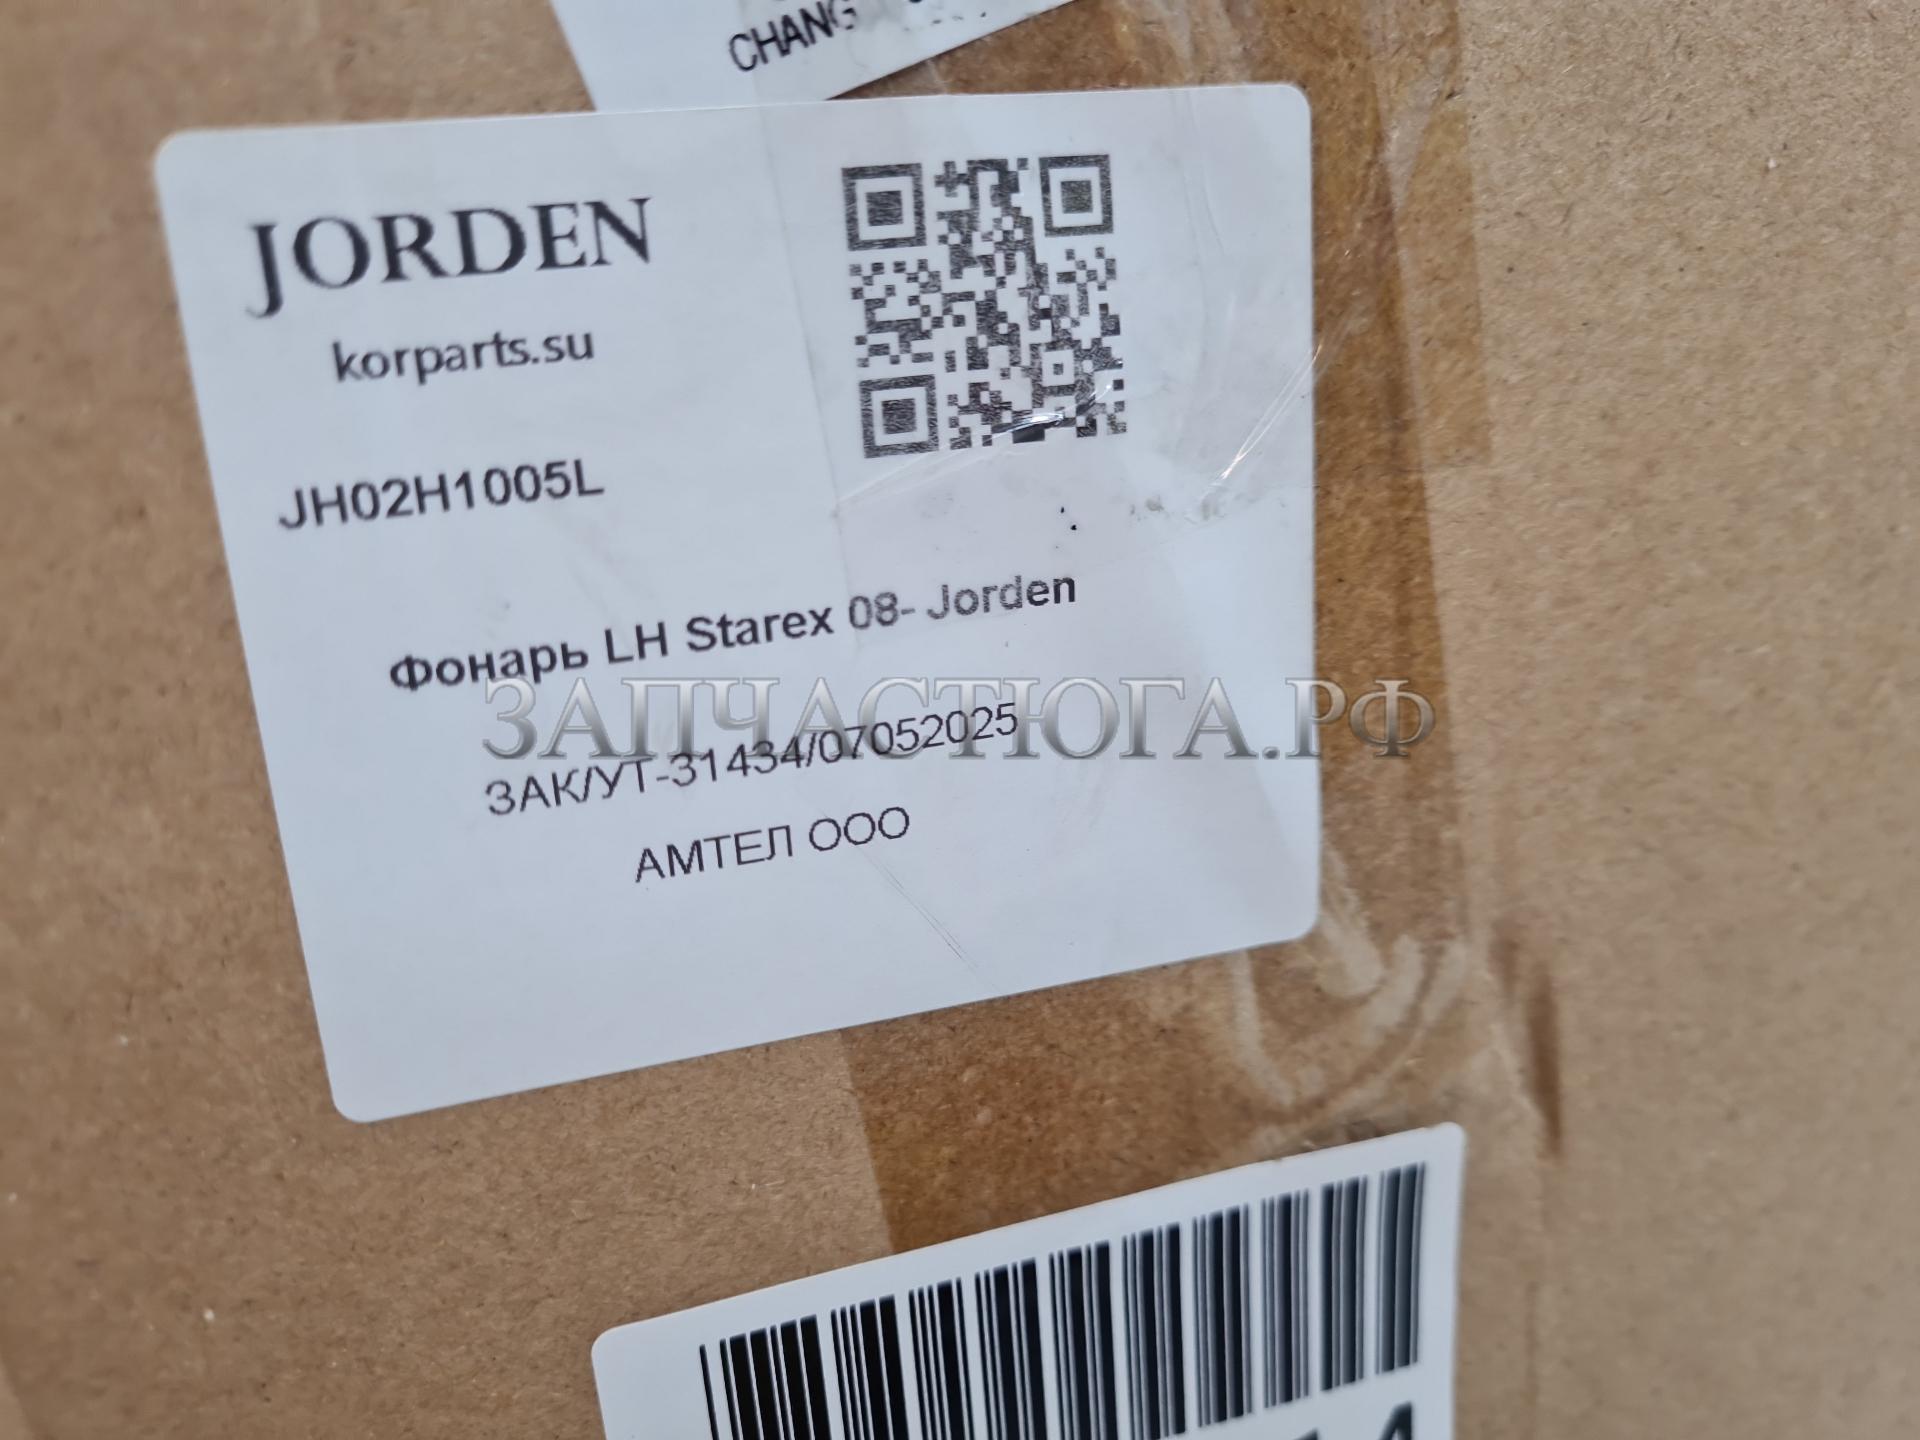 CHANG
JORDEN
korparts.su
JH02H1005L
Фонарь LH Starex 08- Jorden
ЗАПЧАСТЮГА.РФ
ЗАК/УТ-31434/07052025
АМТЕЛ ООО